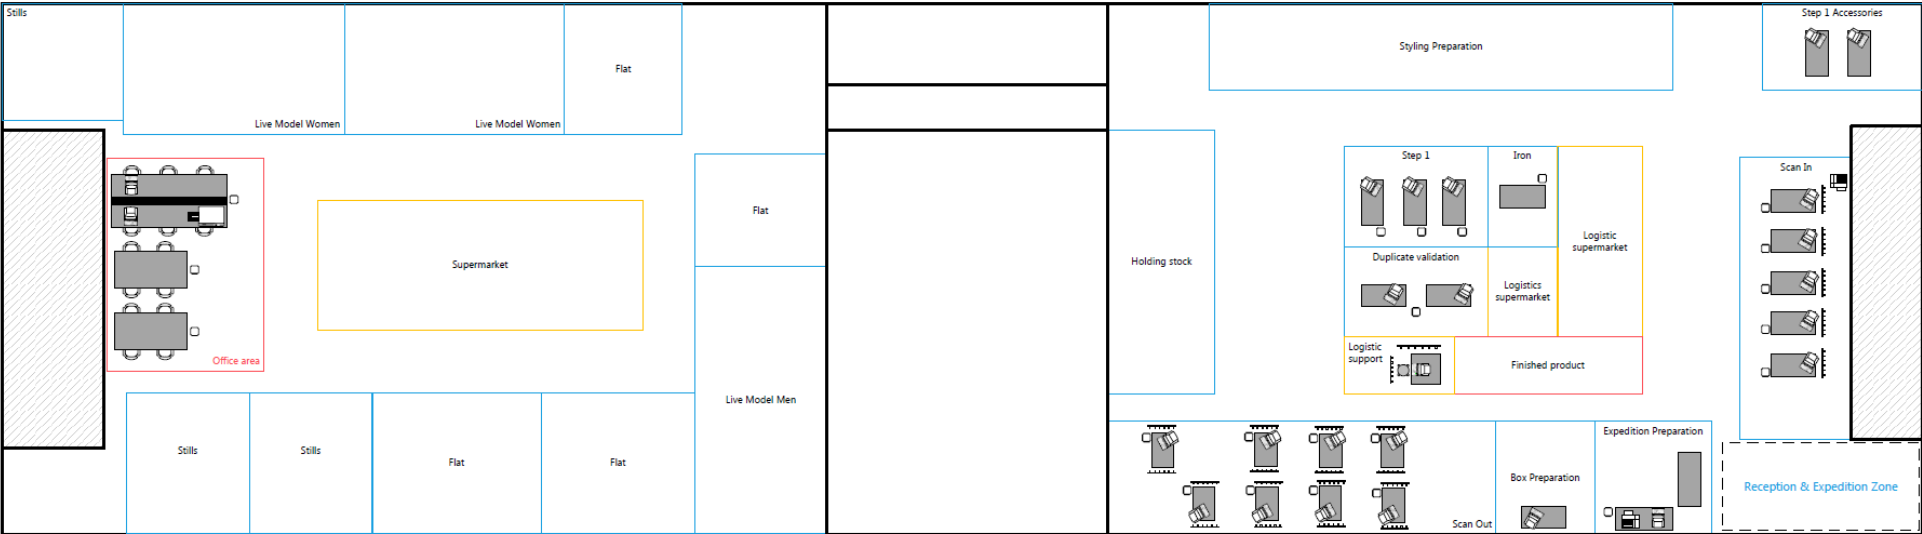 Stills
Live Model Women
Live Model Women
Flat
Office area
Supermarket
Flat
Live Model Men
Stills
Stills
Flat
Flat
Styling Preparation
Step 1 Accessories
Holding stock
Step 1
Iron
Logistic
supermarket
Duplicate validation
Logistics
supermarket
Logistic
support
Finished product
Scan In
Scan Out
Box Preparation
Expedition Preparation
Reception & Expedition Zone